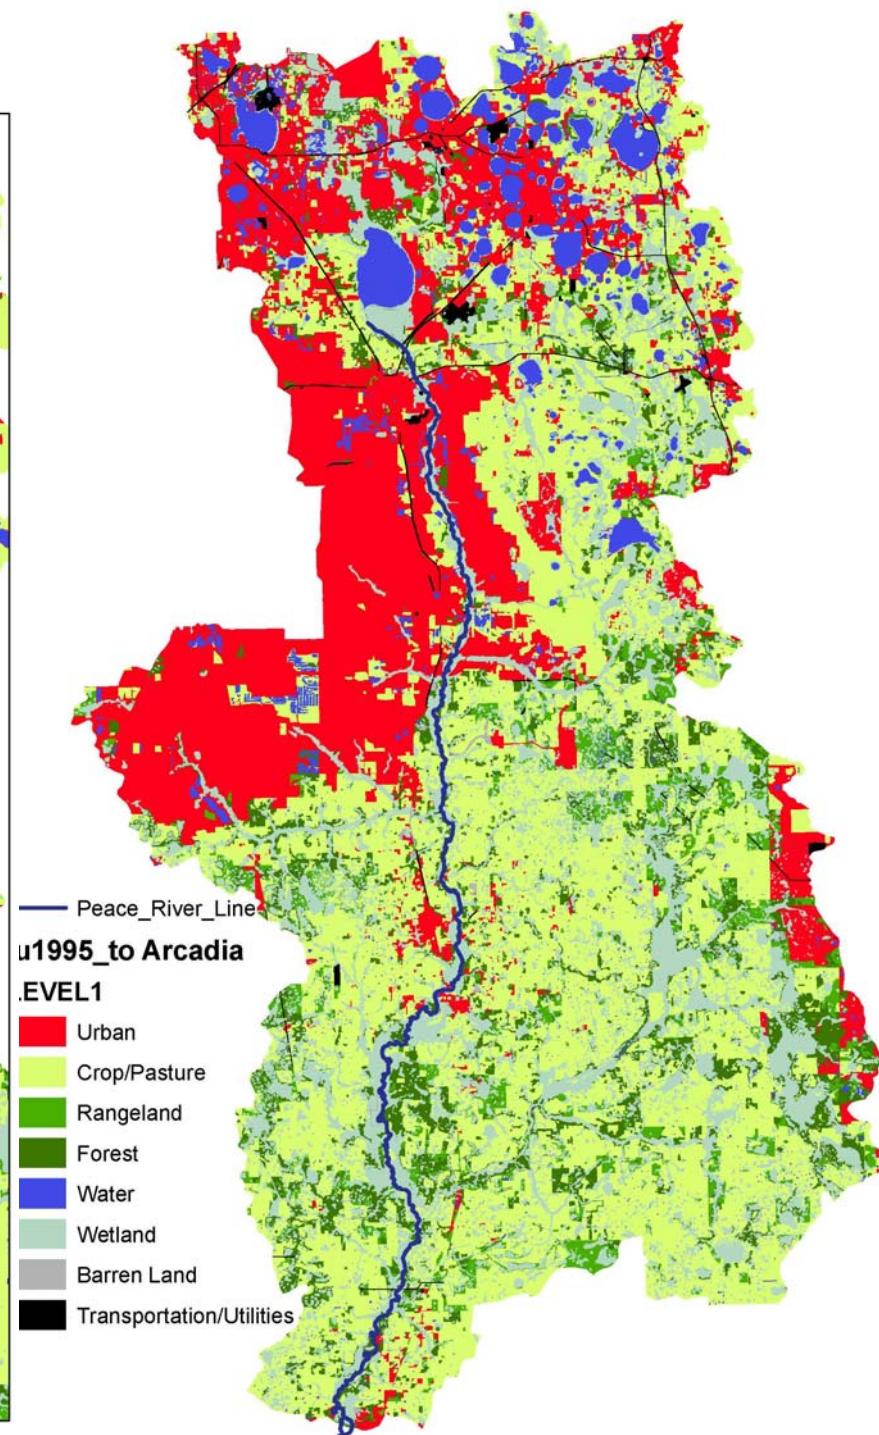 Peace_River_Line
u1995_to Arcadia
.EVEL1
Urban
Crop/Pasture
Rangeland
Forest
Water
Wetland
Barren Land
Transportation/Utilities